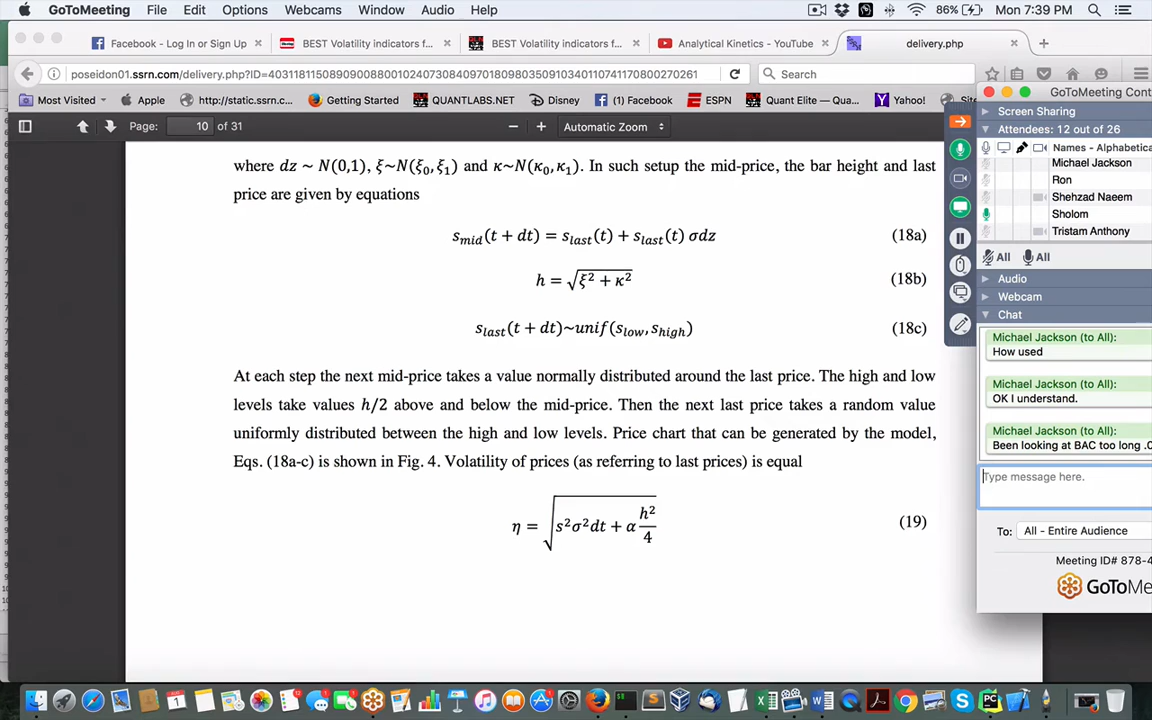 GoToMeeting File Edit Options Webcams Window Audio Help 86% Mon 7:39 PM
Facebook - Log In or Sign Up BEST Volatility indicators f... BEST Volatility indicators f... Analytical Kinetics - YouTube delivery.php
GoToMeeting Cont
Search
Most Visited Apple http://static.ssrn.c... Getting Started QUANTLABS.NET Disney (1) Facebook ESPN Quant Elite — Qua... Yahoo!
Page: 10 of 31 Automatic Zoom
where dz ~ N(0,1), ξ~N(ξ₀,ξ₁) and κ~N(κ₀,κ₁). In such setup the mid-price, the bar height and last
price are given by equations
s_mid(t + dt) = s_last(t) + s_last(t) σdz (18a)
h = √(ξ² + κ²) (18b)
s_last(t + dt)~unif(s_low, s_high) (18c)
At each step the next mid-price takes a value normally distributed around the last price. The high and low
levels take values h/2 above and below the mid-price. Then the next last price takes a random value
uniformly distributed between the high and low levels. Price chart that can be generated by the model,
Eqs. (18a-c) is shown in Fig. 4. Volatility of prices (as referring to last prices) is equal
η = √(s²σ²dt + α h²/4) (19)
Screen Sharing
Attendees: 12 out of 26
Names - Alphabetica
Michael Jackson
Ron
Shehzad Naeem
Sholom
Tristam Anthony
All All
Audio
Webcam
Chat
Michael Jackson (to All):
How used
Michael Jackson (to All):
OK I understand.
Michael Jackson (to All):
Been looking at BAC too long .0
Type message here.
To: All - Entire Audience
Meeting ID# 878-4
GoToMe